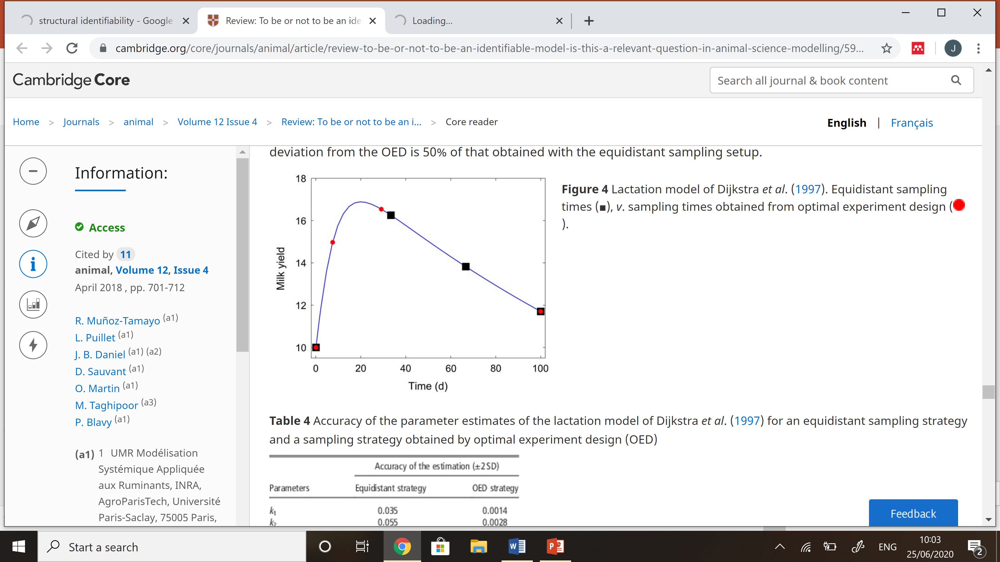 structural identifiability - Google
Review: To be or not to be an ide
Loading...
cambridge.org/core/journals/animal/article/review-to-be-or-not-to-be-an-identifiable-model-is-this-a-relevant-question-in-animal-science-modelling/59...
J
Cambridge Core
Search all journal & book content
Home > Journals > animal > Volume 12 Issue 4 > Review: To be or not to be an i... > Core reader
English | Français
Information:
Access
Cited by 11
animal, Volume 12, Issue 4
April 2018 , pp. 701-712
R. Muñoz-Tamayo (a1)
L. Puillet (a1)
J. B. Daniel (a1) (a2)
D. Sauvant (a1)
O. Martin (a1)
M. Taghipoor (a3)
P. Blavy (a1)
(a1) 1 UMR Modélisation
Systémique Appliquée
aux Ruminants, INRA,
AgroParisTech, Université
Paris-Saclay, 75005 Paris,
deviation from the OED is 50% of that obtained with the equidistant sampling setup.
18
16
14
12
10
Milk yield
0 20 40 60 80 100
Time (d)
Figure 4 Lactation model of Dijkstra et al. (1997). Equidistant sampling
times (■), v. sampling times obtained from optimal experiment design (●
).
Table 4 Accuracy of the parameter estimates of the lactation model of Dijkstra et al. (1997) for an equidistant sampling strategy
and a sampling strategy obtained by optimal experiment design (OED)
Accuracy of the estimation (±2 SD)
Parameters Equidistant strategy OED strategy
k1 0.035 0.0014
k2 0.055 0.0028
Feedback
Start a search
W
P
ENG
10:03
25/06/2020
2